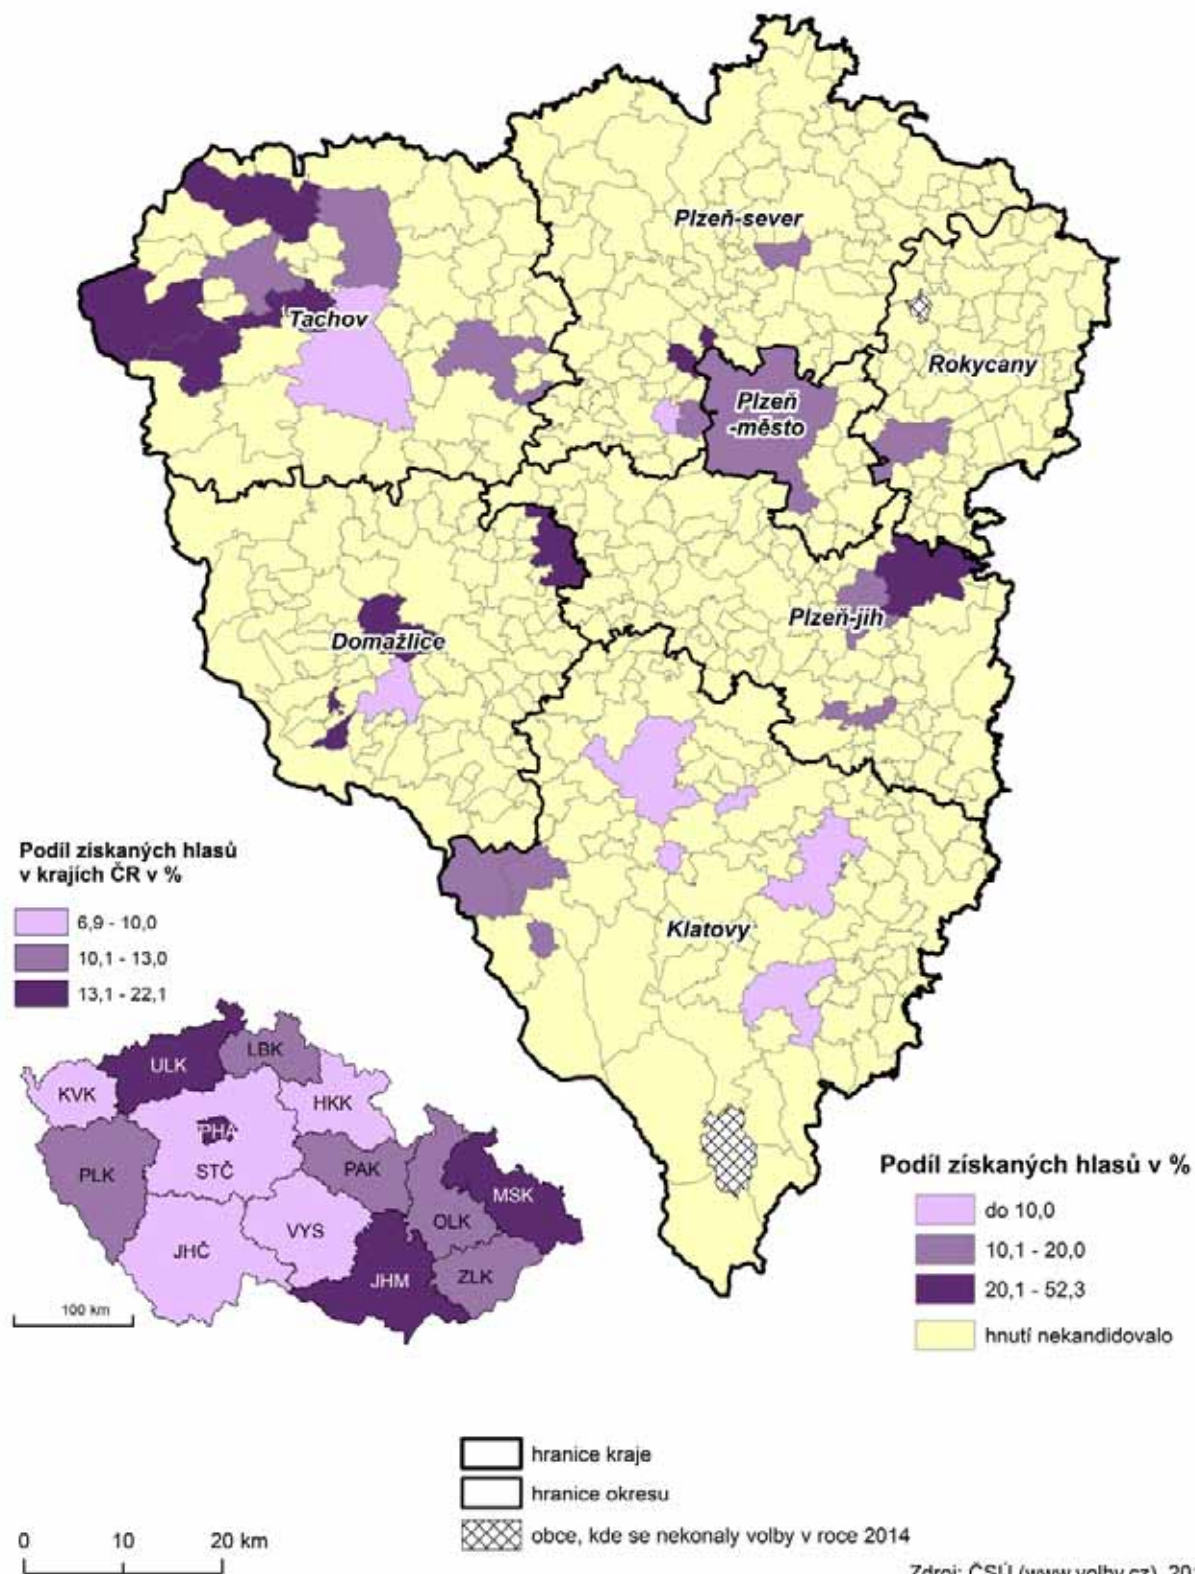 Plzeň-sever
Tachov
Rokycany
Plzeň
-město
Plzeň-jih
Domažlice
Klatovy
Podíl získaných hlasů
v krajích ČR v %
6,9 - 10,0
10,1 - 13,0
13,1 - 22,1
ULK
LBK
KVK
HKK
PHA
STČ
PLK
PAK
MSK
OLK
VYS
JHČ
JHM
ZLK
100 km
Podíl získaných hlasů v %
do 10,0
10,1 - 20,0
20,1 - 52,3
hnutí nekandidovalo
hranice kraje
hranice okresu
obce, kde se nekonaly volby v roce 2014
0 10 20 km
Zdroj: ČSÚ (www.volby.cz), 20